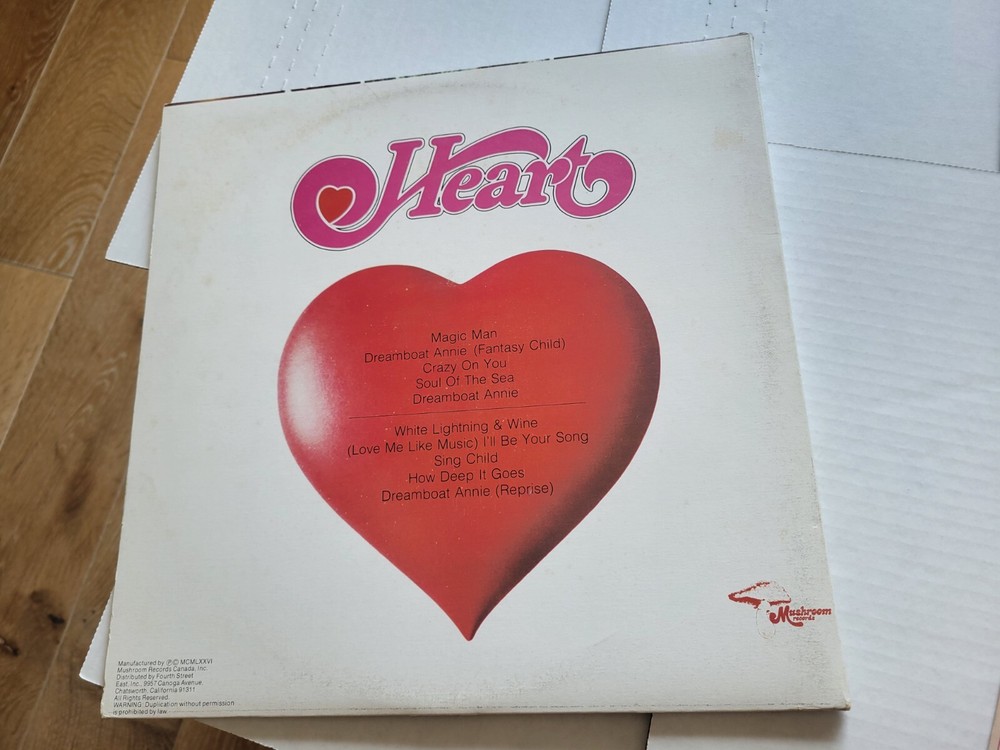 Heart
Magic Man
Dreamboat Annie (Fantasy Child)
Crazy On You
Soul Of The Sea
Dreamboat Annie
White Lightning & Wine
(Love Me Like Music) I'll Be Your Song
Sing Child
How Deep It Goes
Dreamboat Annie (Reprise)
Mushroom
records
Manufactured by ℗© MCMLXXVI
Mushroom Records Canada, Inc.
Distributed by Fourth Street
East, Inc., 9957 Canoga Avenue,
Chatsworth, California 91311
All Rights Reserved.
WARNING: Duplication without permission
is prohibited by law.